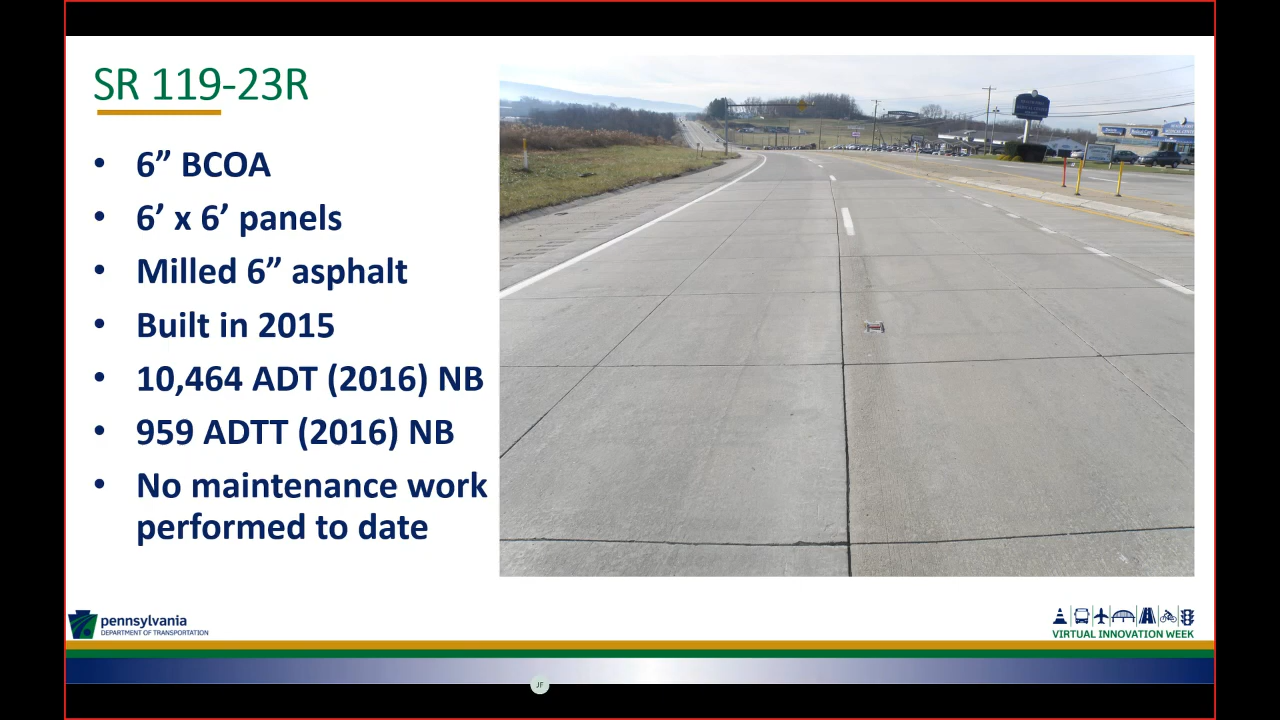 SR 119-23R
• 6” BCOA
• 6’ x 6’ panels
• Milled 6” asphalt
• Built in 2015
• 10,464 ADT (2016) NB
• 959 ADTT (2016) NB
• No maintenance work
performed to date
pennsylvania
DEPARTMENT OF TRANSPORTATION
VIRTUAL INNOVATION WEEK
JF